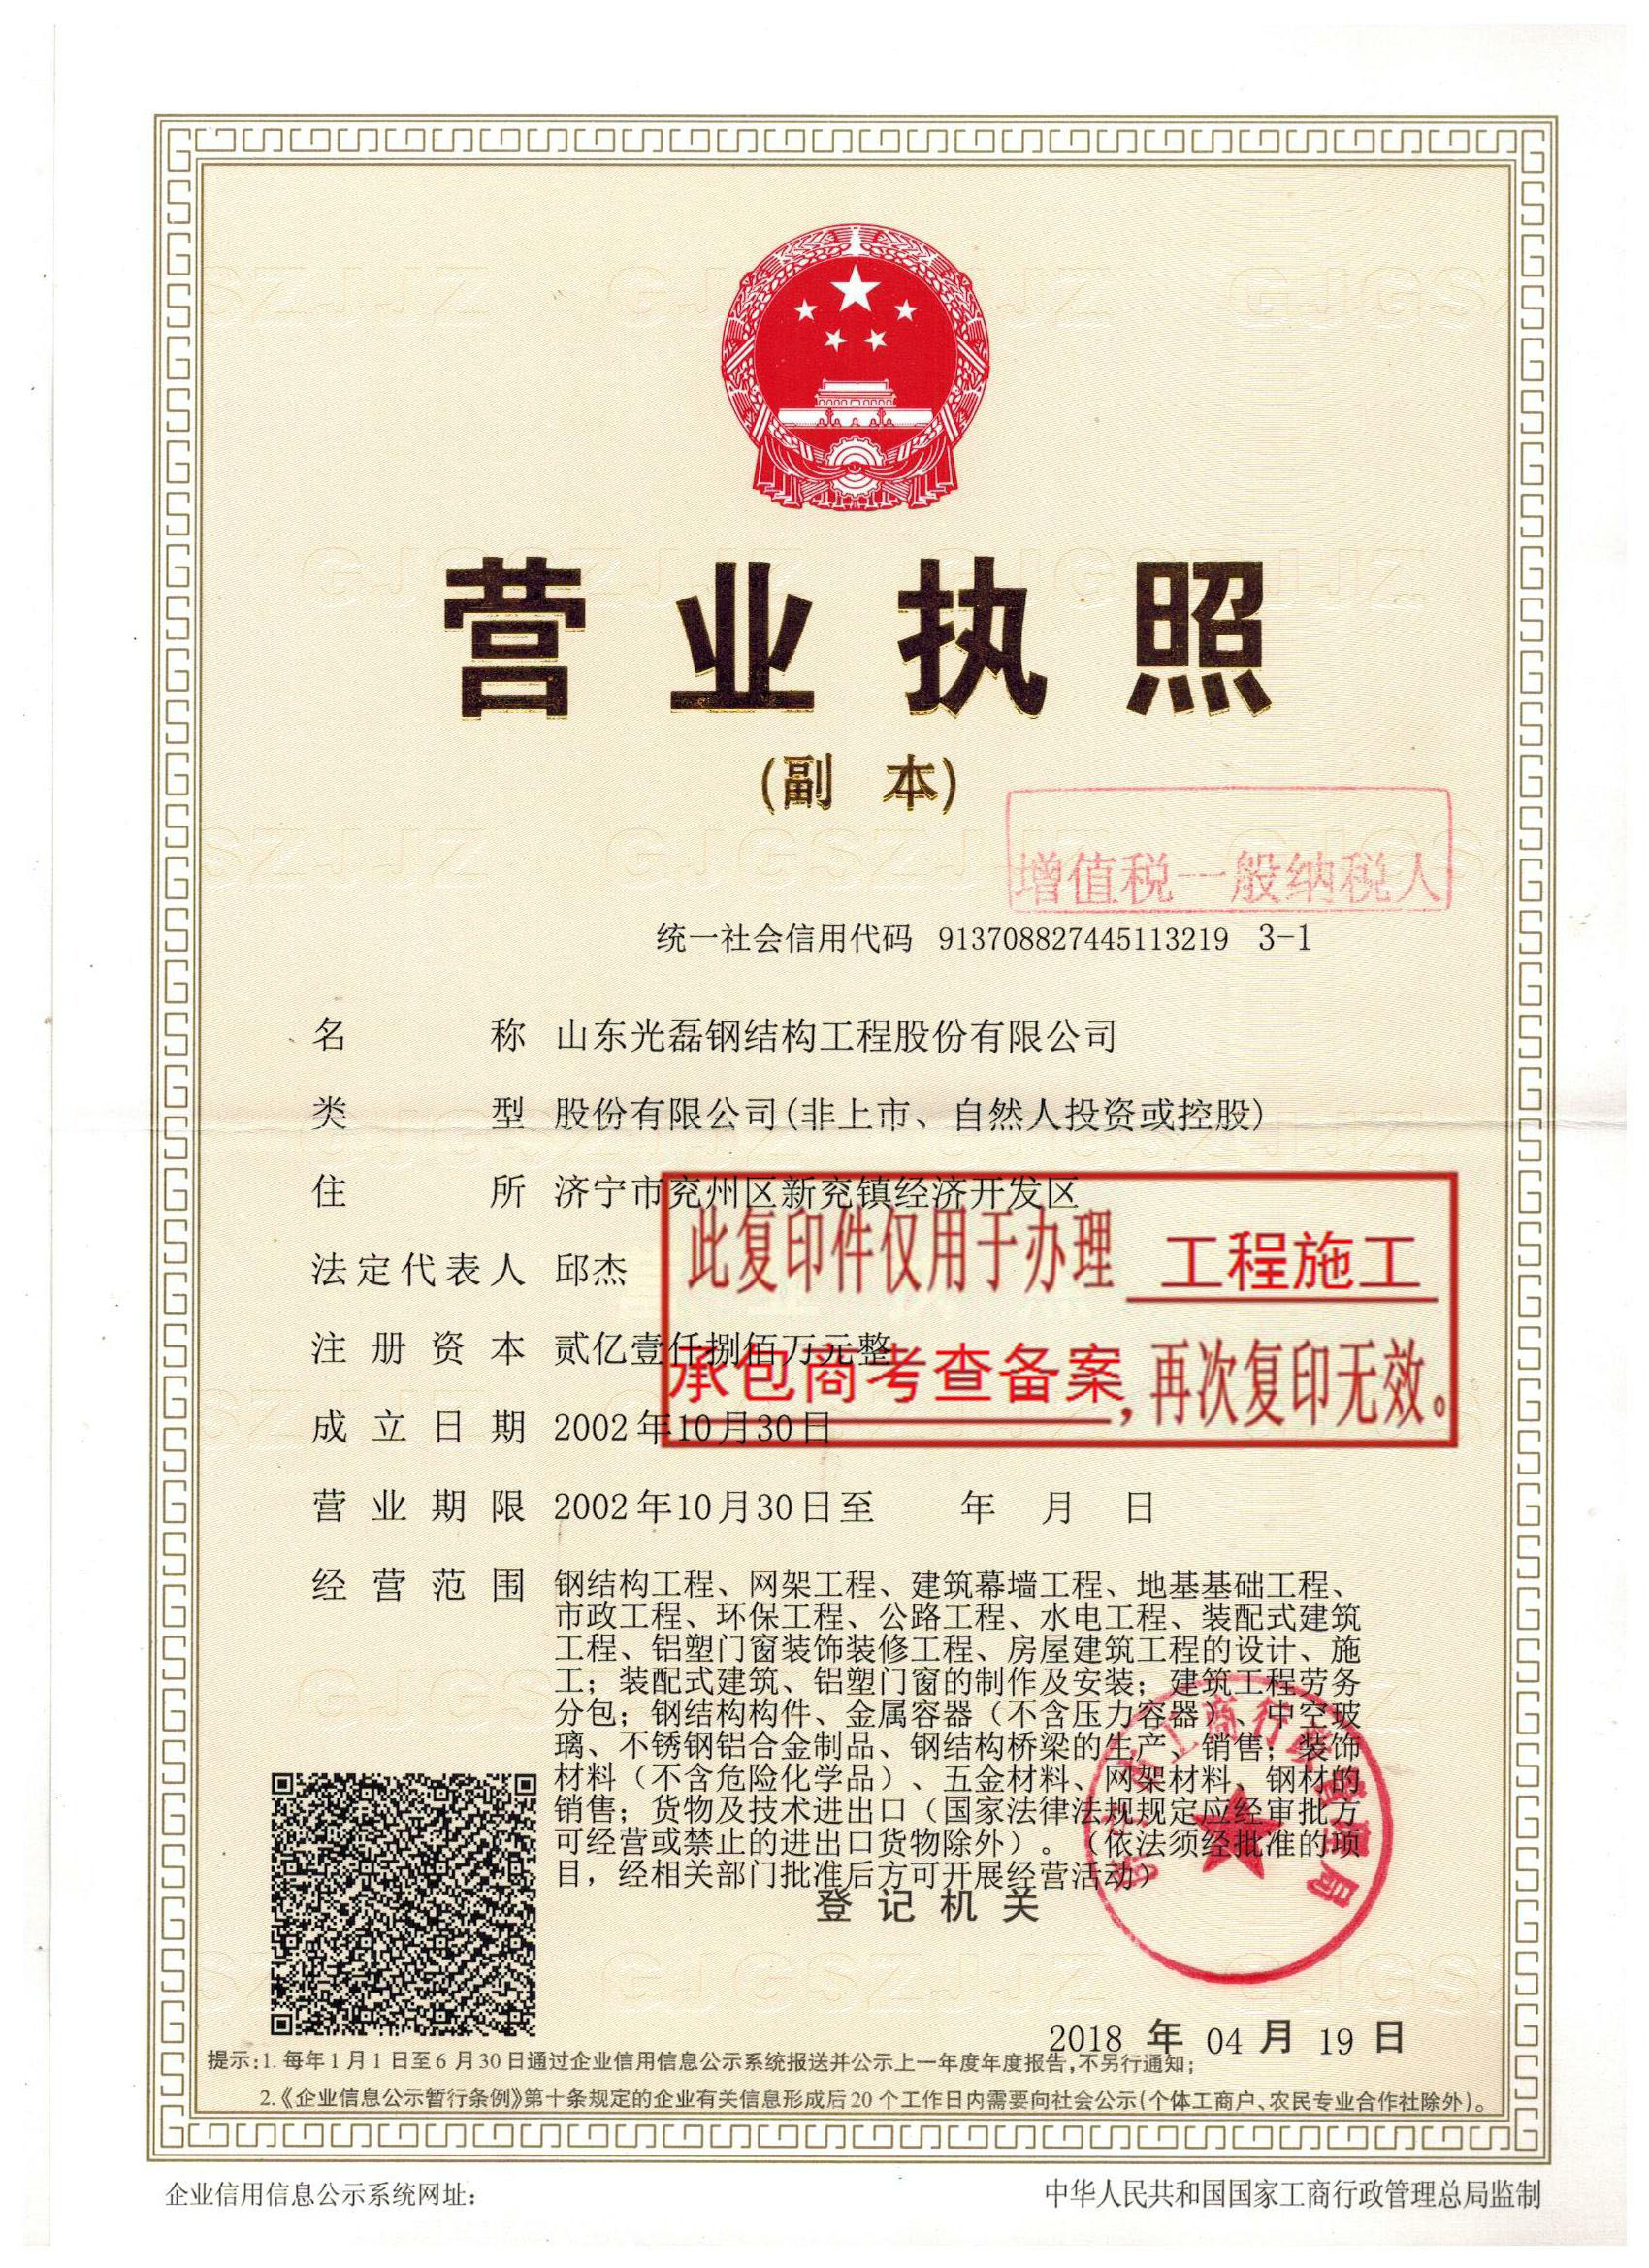 营业执照
(副 本)
增值税一般纳税人
统一社会信用代码 913708827445113219 3-1
名 称 山东光磊钢结构工程股份有限公司
类 型 股份有限公司(非上市、自然人投资或控股)
住 所 济宁市兖州区新兖镇经济开发区
此复印件仅用于办理 工程施工
法定代表人 邱杰
注 册 资 本 贰亿壹仟捌佰万元整
承包商考查备案,再次复印无效。
成 立 日 期 2002年10月30日
营 业 期 限 2002年10月30日至 年 月 日
经 营 范 围 钢结构工程、网架工程、建筑幕墙工程、地基基础工程、
市政工程、环保工程、公路工程、水电工程、装配式建筑
工程、铝塑门窗装饰装修工程、房屋建筑工程的设计、施
工；装配式建筑、铝塑门窗的制作及安装；建筑工程劳务
分包；钢结构构件、金属容器（不含压力容器）、中空玻
璃、不锈钢铝合金制品、钢结构桥梁的生产、销售；装饰
材料（不含危险化学品）、五金材料、网架材料、钢材的
销售；货物及技术进出口（国家法律法规规定应经审批方
可经营或禁止的进出口货物除外）。（依法须经批准的项
目，经相关部门批准后方可开展经营活动）
登 记 机 关
工商行政管理局
2018 年 04 月 19 日
提示:1. 每年1月1日至6月30日通过企业信用信息公示系统报送并公示上一年度年度报告,不另行通知;
2.《企业信息公示暂行条例》第十条规定的企业有关信息形成后20个工作日内需要向社会公示(个体工商户、农民专业合作社除外)。
企业信用信息公示系统网址:
中华人民共和国国家工商行政管理总局监制